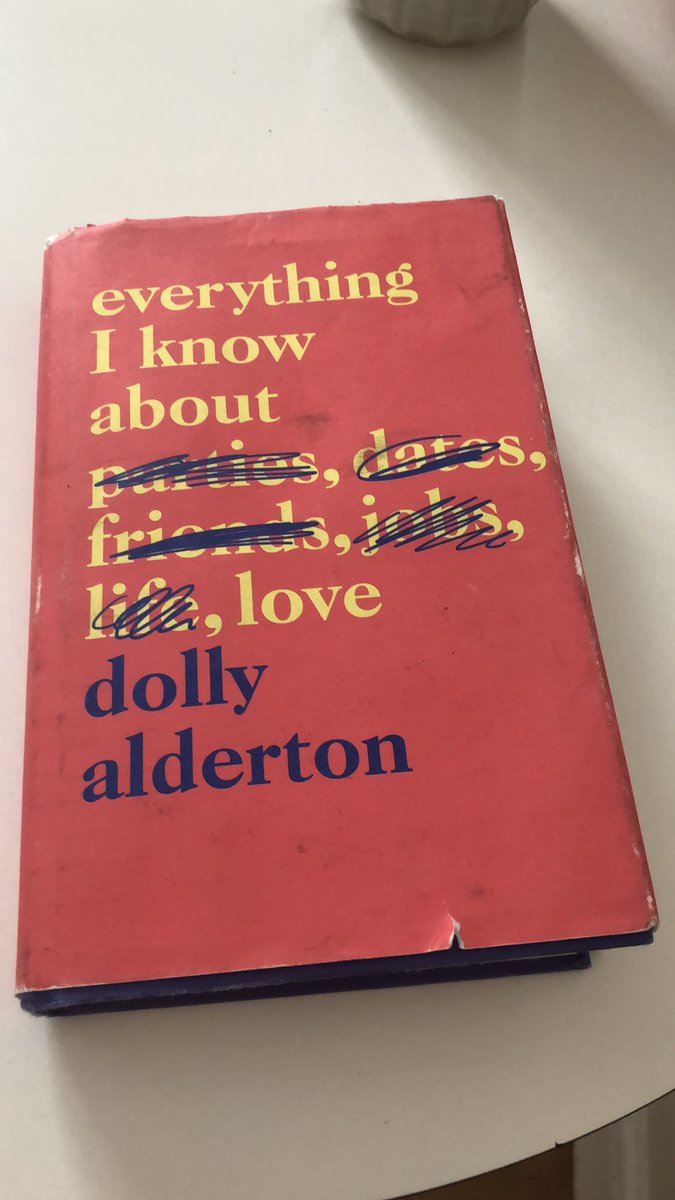 everything
I know
about
parties, dates,
friends, jobs,
life, love
dolly
alderton